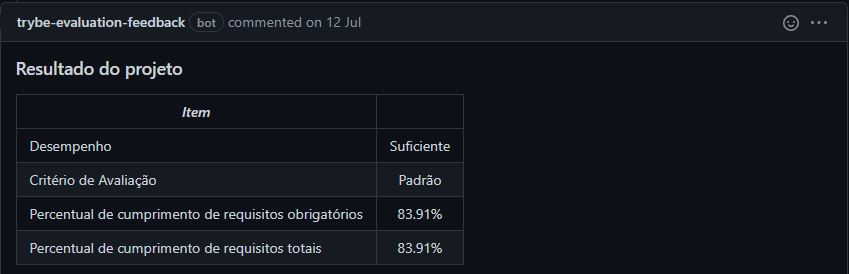 trybe-evaluation-feedback bot commented on 12 Jul
Resultado do projeto
Item
Desempenho Suficiente
Critério de Avaliação Padrão
Percentual de cumprimento de requisitos obrigatórios 83.91%
Percentual de cumprimento de requisitos totais 83.91%